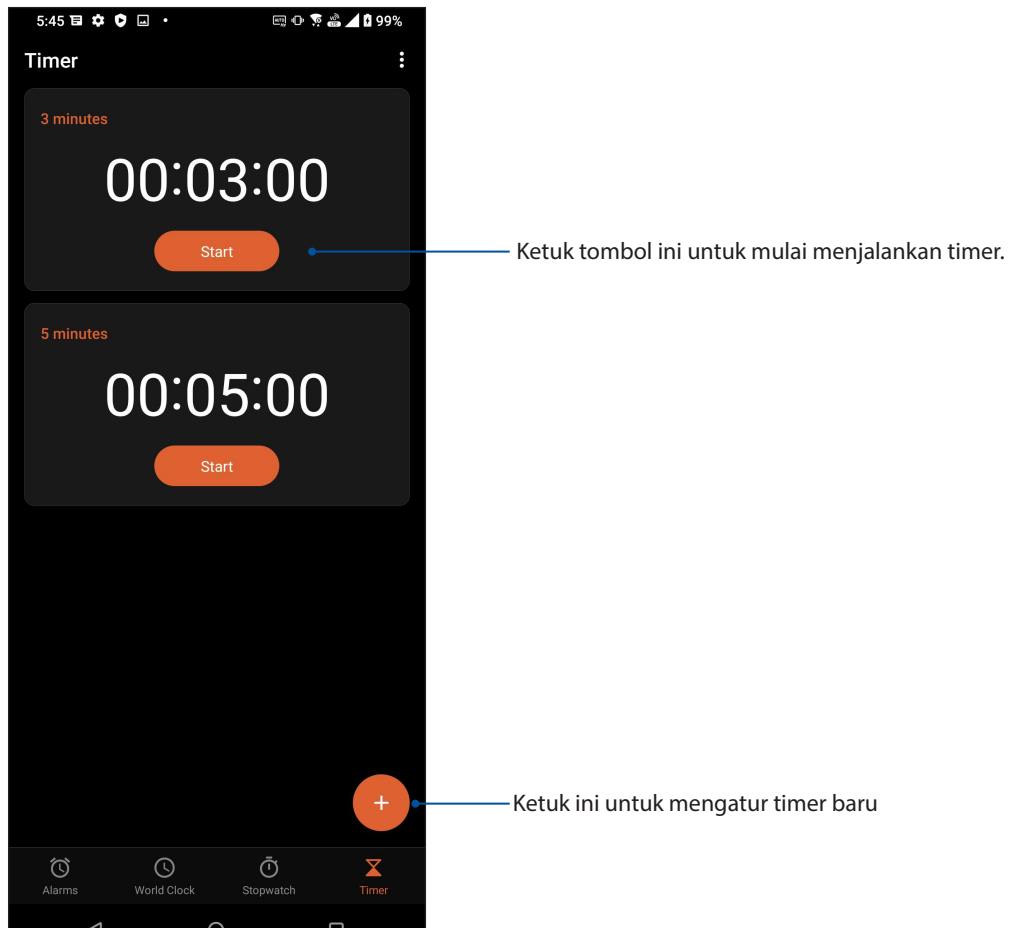 5:45 99%
Timer
3 minutes
00:03:00
Start
Ketuk tombol ini untuk mulai menjalankan timer.
5 minutes
00:05:00
Start
+
Ketuk ini untuk mengatur timer baru
Alarms World Clock Stopwatch Timer